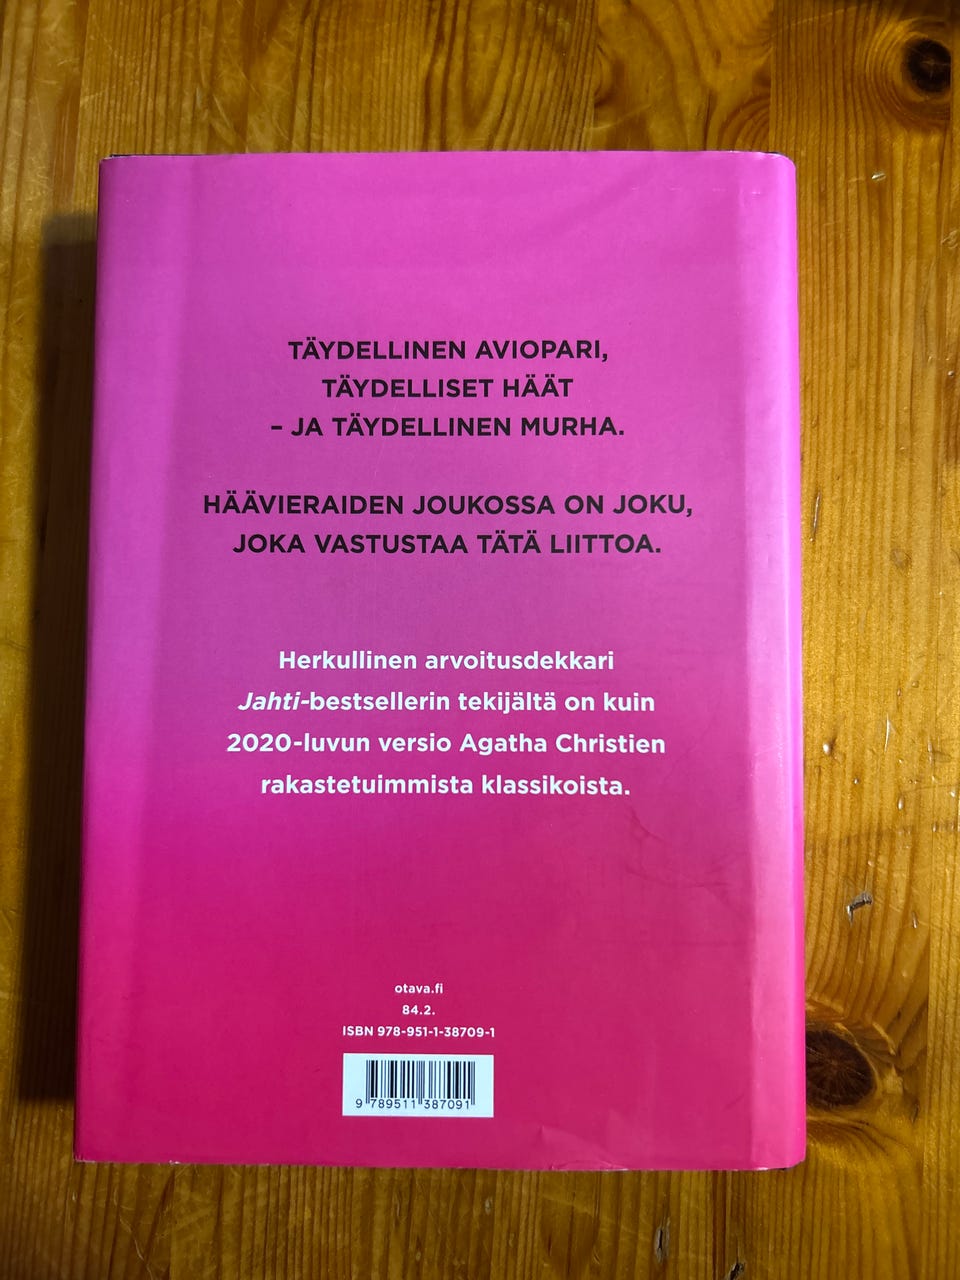 TÄYDELLINEN AVIOPARI,
TÄYDELLISET HÄÄT
– JA TÄYDELLINEN MURHA.
HÄÄVIERAIDEN JOUKOSSA ON JOKU,
JOKA VASTUSTAA TÄTÄ LIITTOA.
Herkullinen arvoitusdekkari
Jahti-bestsellerin tekijältä on kuin
2020-luvun versio Agatha Christien
rakastetuimmista klassikoista.
otava.fi
84.2.
ISBN 978-951-1-38709-1
9 789511 387091